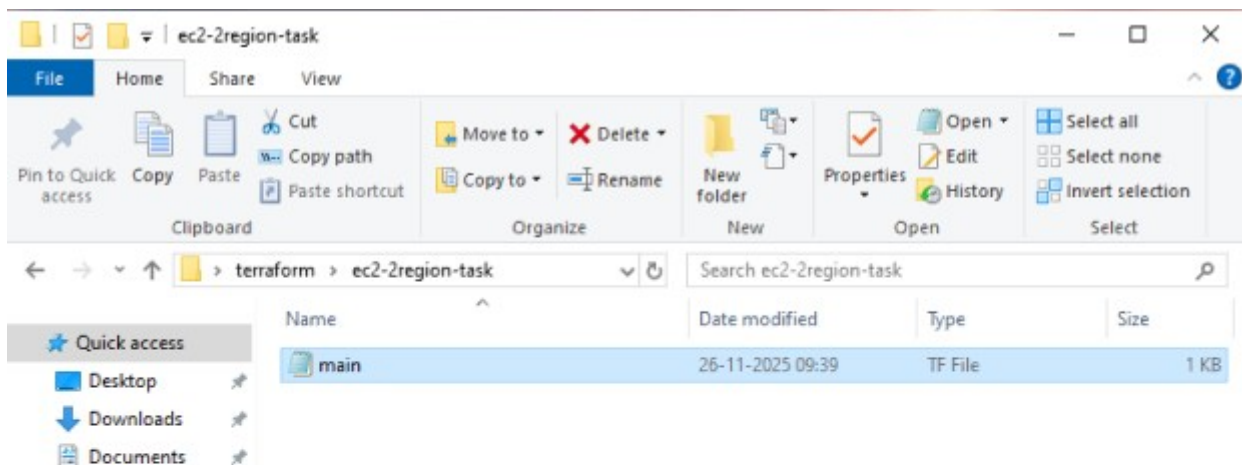 ec2-2region-task
File Home Share View
Pin to Quick access
Copy
Paste
Cut
Copy path
Paste shortcut
Clipboard
Move to
Copy to
Delete
Rename
Organize
New folder
New
Properties
Open
Edit
History
Open
Select all
Select none
Invert selection
Select
terraform > ec2-2region-task
Search ec2-2region-task
Name Date modified Type Size
Quick access
main 26-11-2025 09:39 TF File 1 KB
Desktop
Downloads
Documents